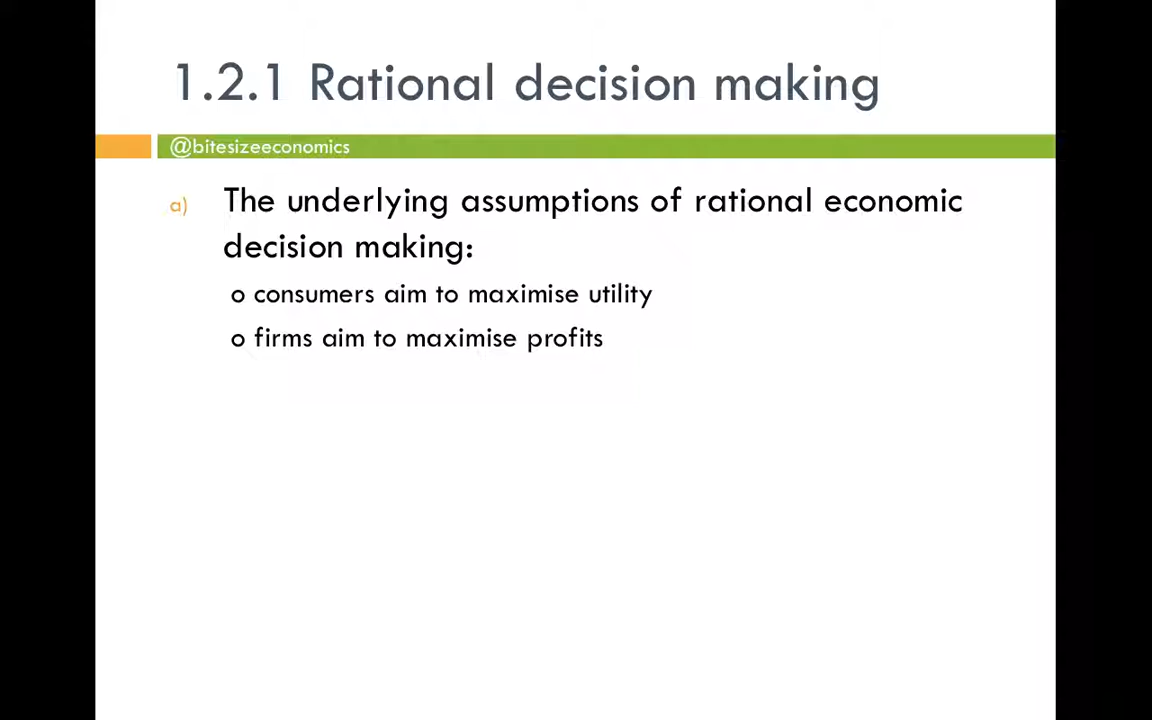 1.2.1 Rational decision making
@bitesizeeconomics
a) The underlying assumptions of rational economic
decision making:
o consumers aim to maximise utility
o firms aim to maximise profits